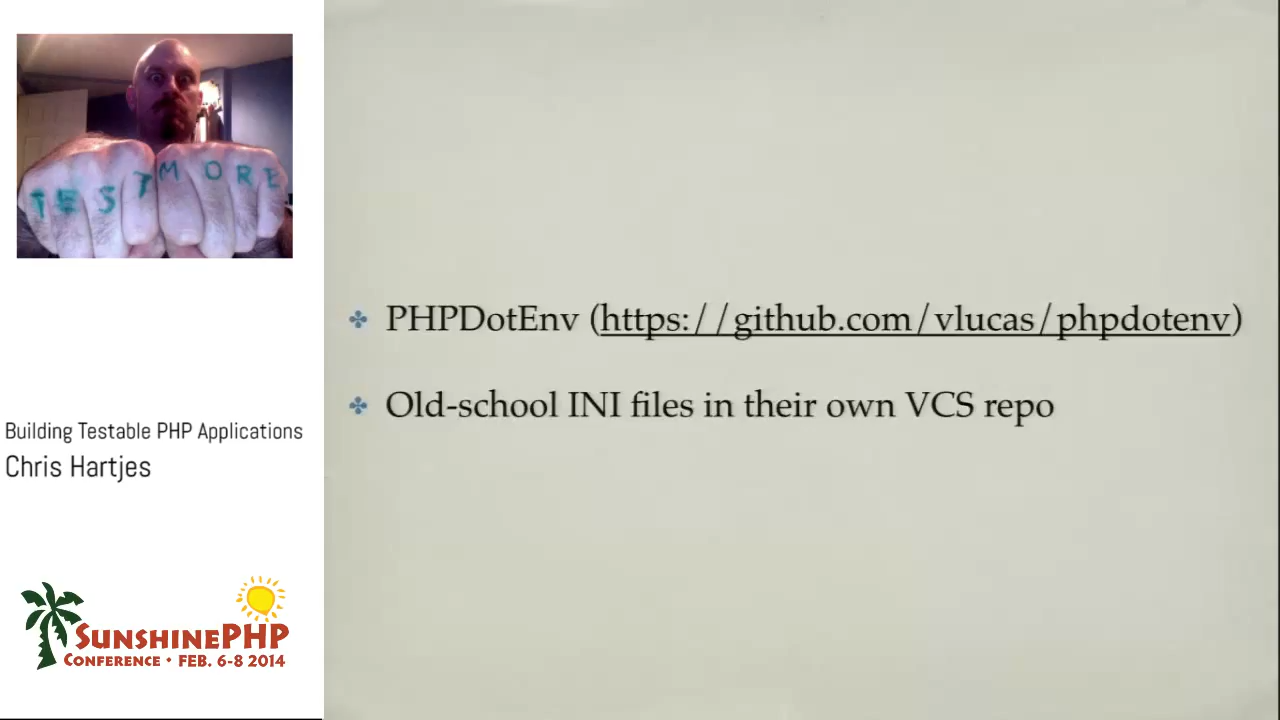 TEST MORE
Building Testable PHP Applications
Chris Hartjes
SUNSHINEPHP
CONFERENCE • FEB. 6-8 2014
PHPDotEnv (https://github.com/vlucas/phpdotenv)
Old-school INI files in their own VCS repo